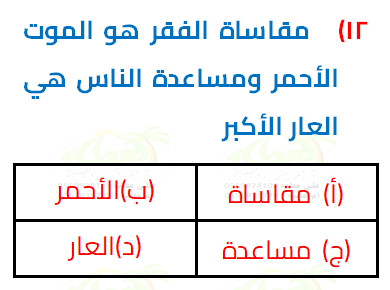 ١٢) مقاساة الفقر هو الموت
الأحمر ومساعدة الناس هي
العار الأكبر
(أ) مقاساة (ب)الأحمر
(ج) مساعدة (د)العار